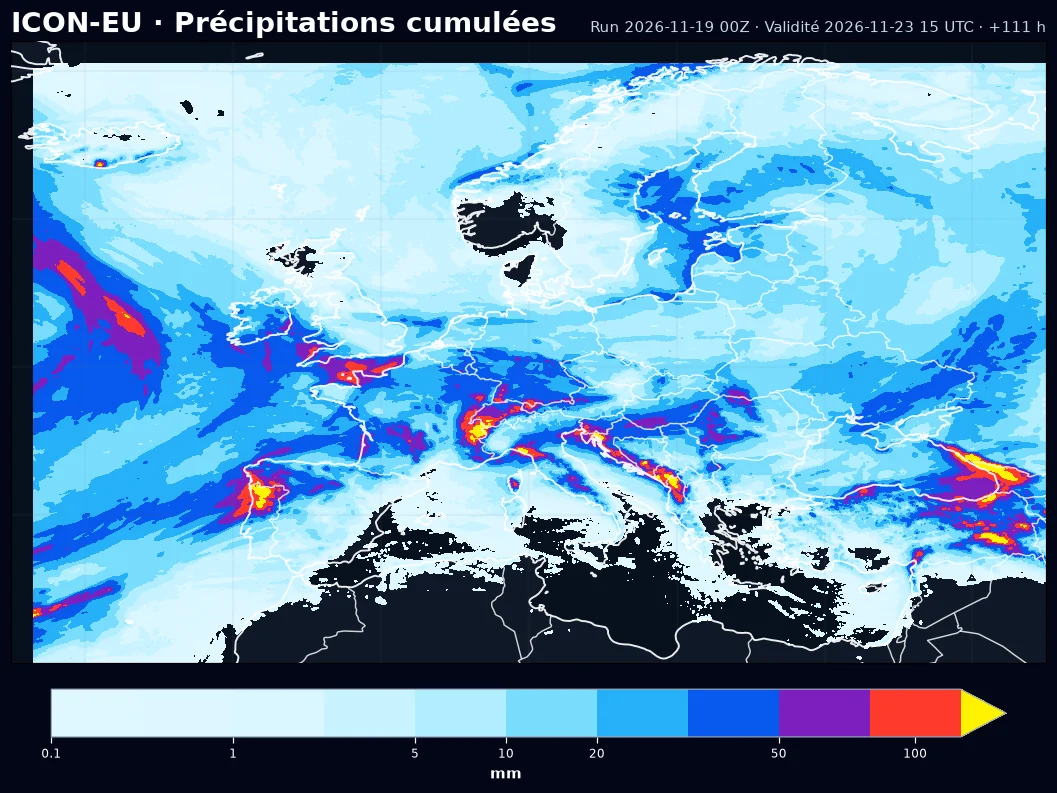 ICON-EU · Précipitations cumulées
Run 2026-11-19 00Z · Validité 2026-11-23 15 UTC · +111 h
0.1 1 5 10 20 50 100
mm